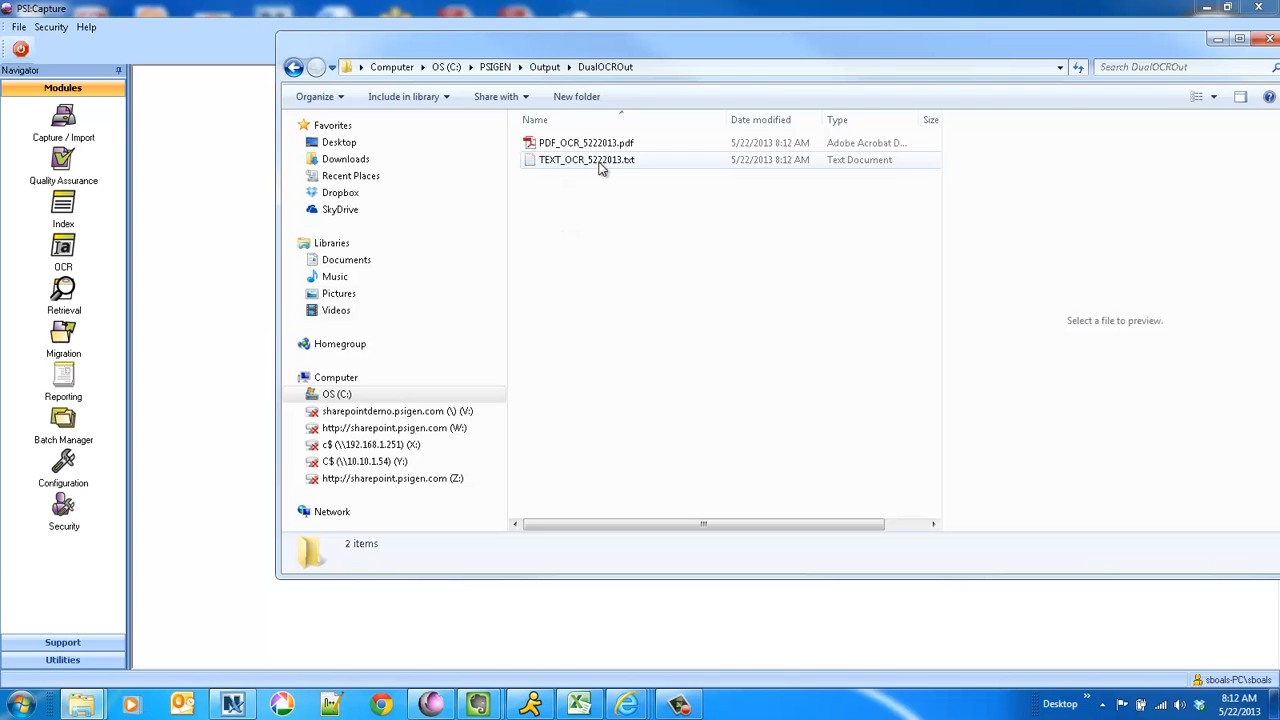 PSI:Capture
File Security Help
Navigator
Modules
Capture / Import
Quality Assurance
Index
OCR
Retrieval
Migration
Reporting
Batch Manager
Configuration
Security
Support
Utilities
Computer OS (C:) PSIGEN Output DualOCROut
Search DualOCROut
Organize Include in library Share with New folder
Favorites
Desktop
Downloads
Recent Places
Dropbox
SkyDrive
Libraries
Documents
Music
Pictures
Videos
Homegroup
Computer
OS (C:)
sharepointdemo.psigen.com (\) (V:)
http://sharepoint.psigen.com (W:)
c$ (\\192.168.1.251) (X:)
C$ (\\10.10.1.54) (Y:)
http://sharepoint.psigen.com (Z:)
Network
Name Date modified Type Size
PDF_OCR_5222013.pdf 5/22/2013 8:12 AM Adobe Acrobat D...
TEXT_OCR_5222013.txt 5/22/2013 8:12 AM Text Document
Select a file to preview.
2 items
sboals-PC\sboals
Desktop
8:12 AM
5/22/2013